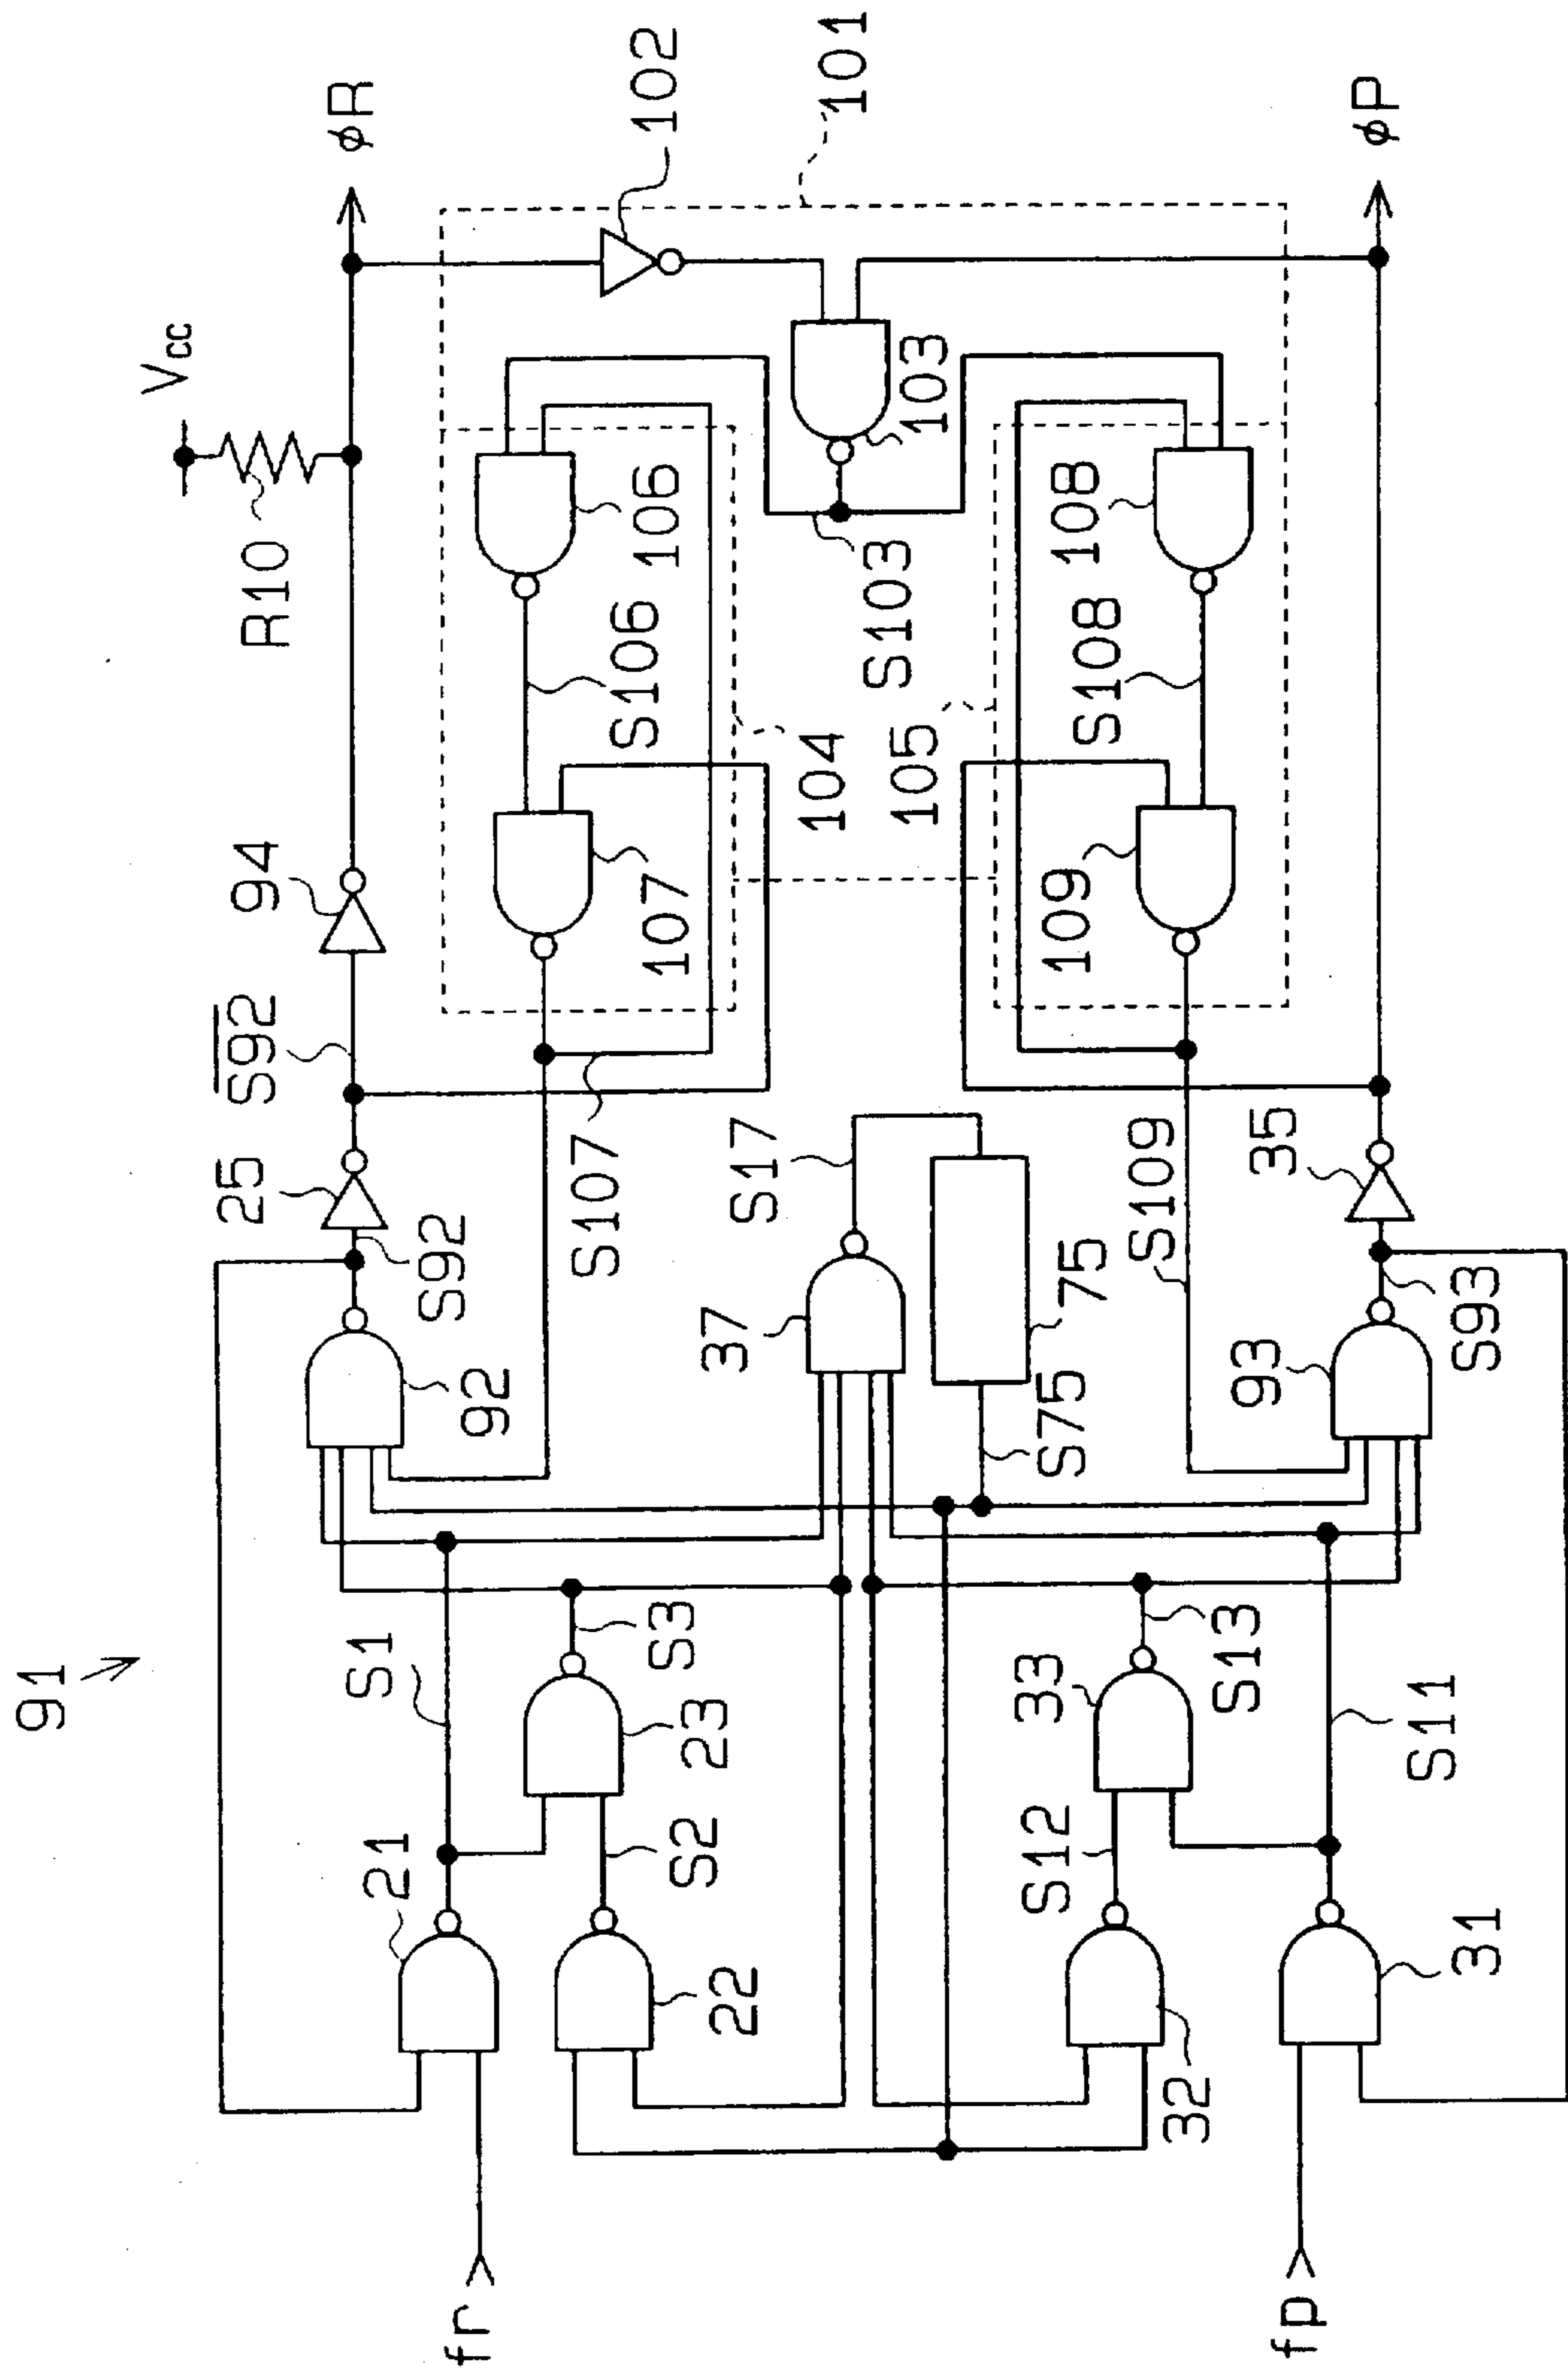 91
fr
fp
21
S1
22
S2
23
S3
31
S11
32
S12
33
S13
92
S92
25
S̅9̅2̅
94
R10
Vcc
φR
37
S17
75
S75
93
S93
35
φP
S107
S109
107
S106
106
104
105
S103
103
102
101
109
S108
108